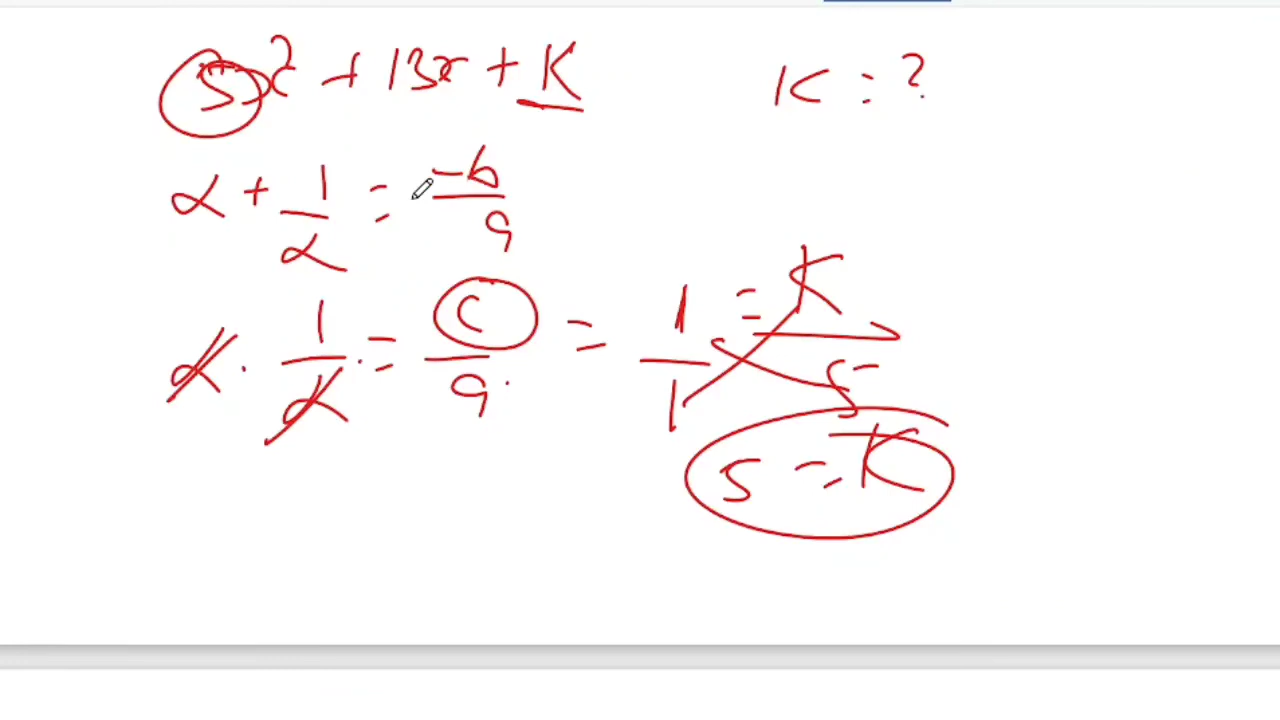 5x² + 13x + K K = ?
α + 1/α = -b/a
α · 1/α = c/a = 1/1 = K/5
5 = K